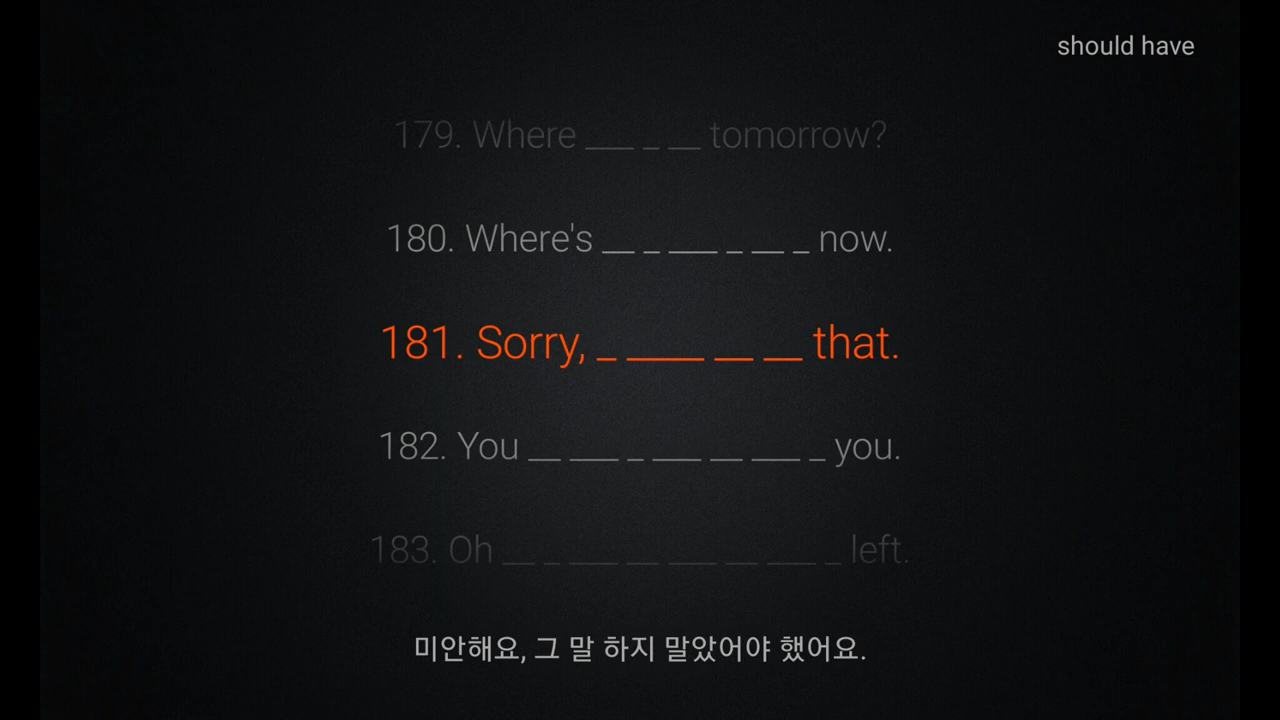 should have
179. Where ___ _ __ tomorrow?
180. Where's __ _ ___ _ __ _ now.
181. Sorry, _ ____ __ __ that.
182. You __ ___ _ ___ __ ___ _ you.
183. Oh __ _ ___ __ ___ __ ___ _ left.
미안해요, 그 말 하지 말았어야 했어요.